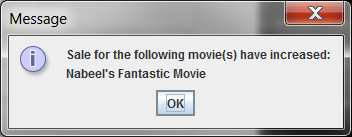 Message
Sale for the following movie(s) have increased:
Nabeel's Fantastic Movie
OK